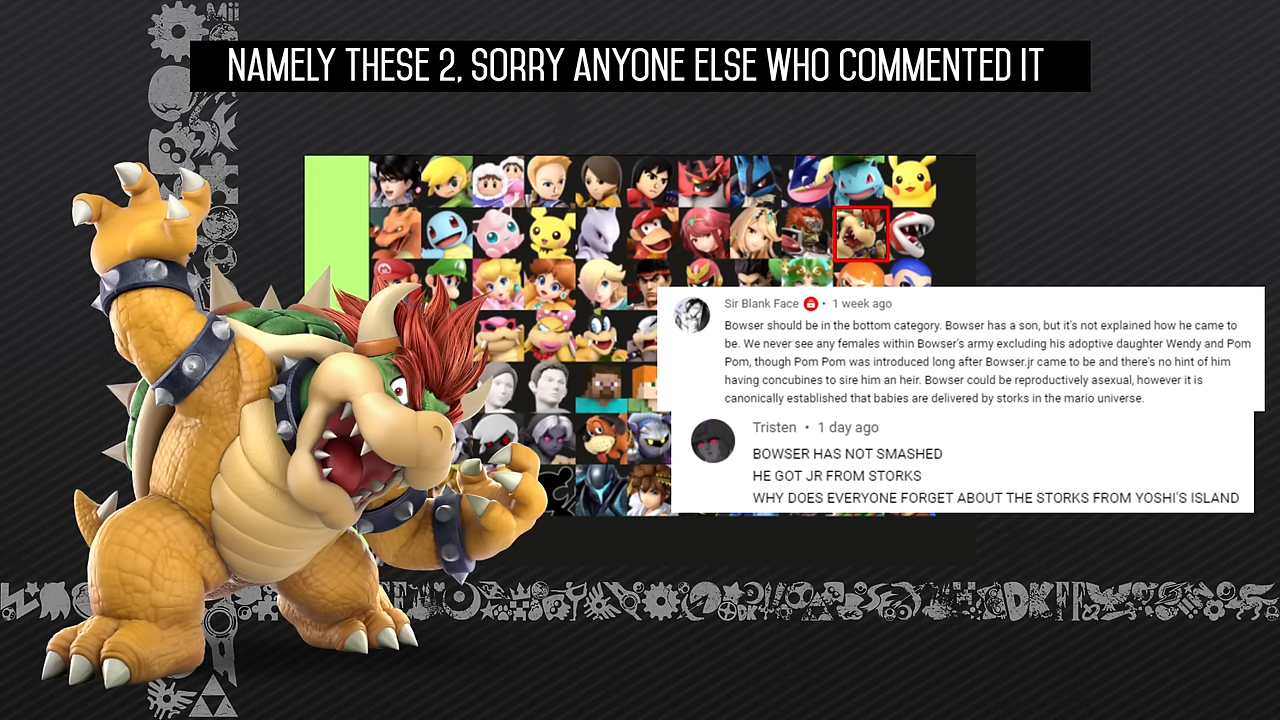 Mii
NAMELY THESE 2, SORRY ANYONE ELSE WHO COMMENTED IT
Sir Blank Face • 1 week ago
Bowser should be in the bottom category. Bowser has a son, but it's not explained how he came to
be. We never see any females within Bowser's army excluding his adoptive daughter Wendy and Pom
Pom, though Pom Pom was introduced long after Bowser.jr came to be and there's no hint of him
having concubines to sire him an heir. Bowser could be reproductively asexual, however it is
canonically established that babies are delivered by storks in the mario universe.
Tristen • 1 day ago
BOWSER HAS NOT SMASHED
HE GOT JR FROM STORKS
WHY DOES EVERYONE FORGET ABOUT THE STORKS FROM YOSHI'S ISLAND
DK